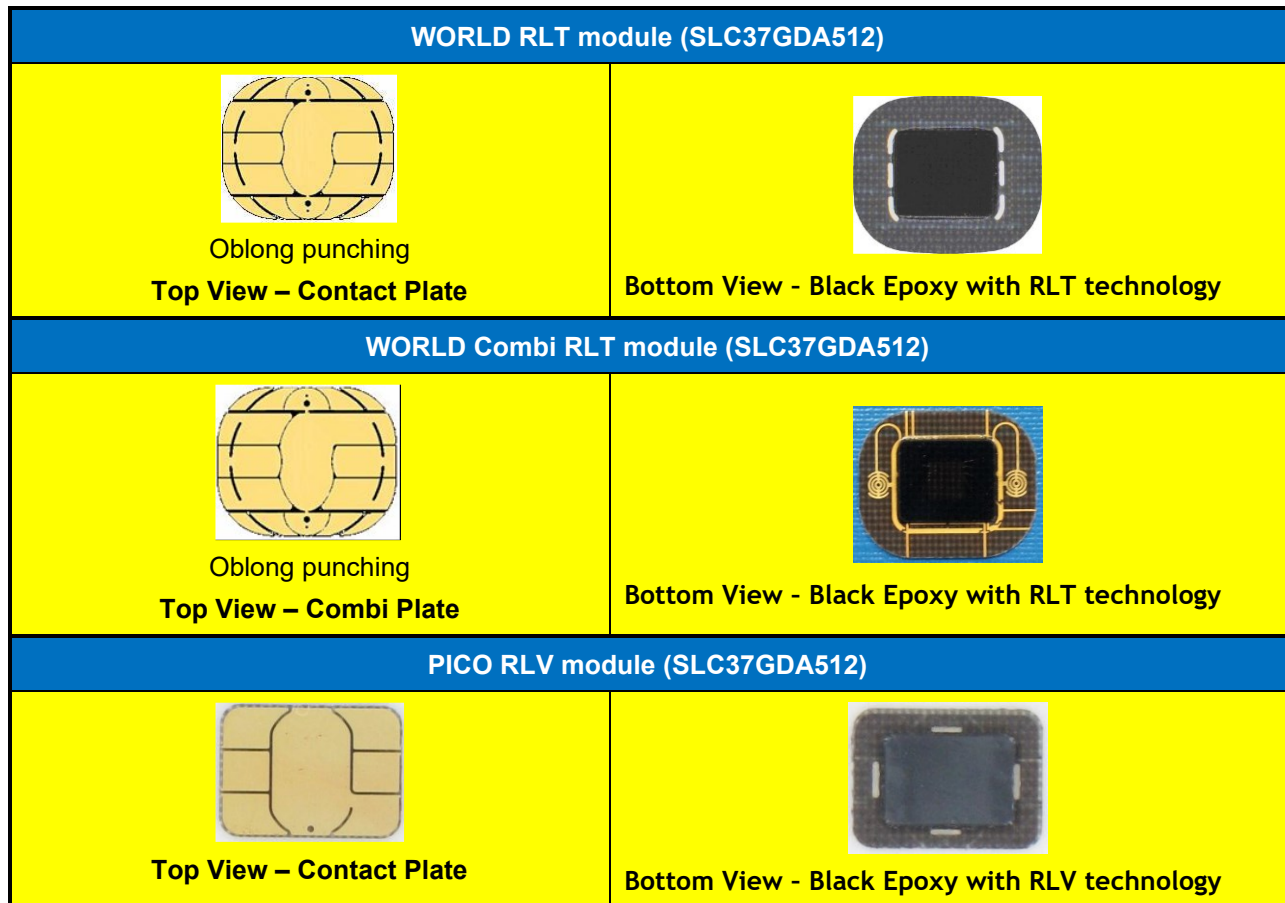 WORLD RLT module (SLC37GDA512)
Oblong punching
Top View – Contact Plate
Bottom View - Black Epoxy with RLT technology
WORLD Combi RLT module (SLC37GDA512)
Oblong punching
Top View – Combi Plate
Bottom View - Black Epoxy with RLT technology
PICO RLV module (SLC37GDA512)
Top View – Contact Plate
Bottom View - Black Epoxy with RLV technology